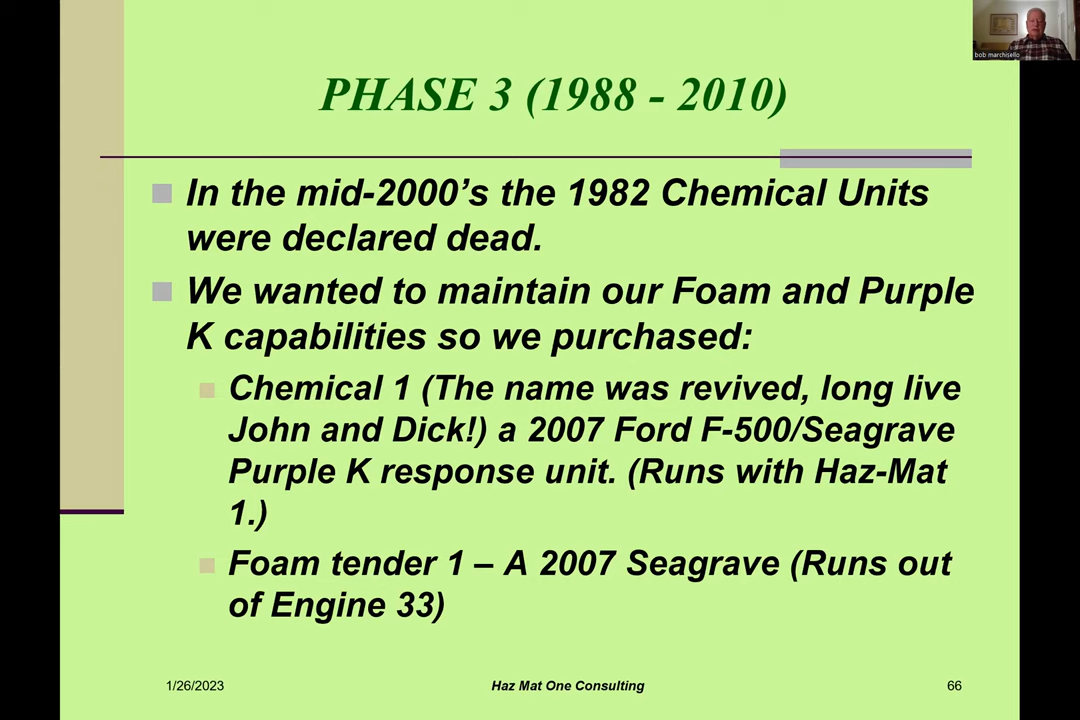 bob marchisello
PHASE 3 (1988 - 2010)
In the mid-2000’s the 1982 Chemical Units
were declared dead.
We wanted to maintain our Foam and Purple
K capabilities so we purchased:
Chemical 1 (The name was revived, long live
John and Dick!) a 2007 Ford F-500/Seagrave
Purple K response unit. (Runs with Haz-Mat
1.)
Foam tender 1 – A 2007 Seagrave (Runs out
of Engine 33)
1/26/2023
Haz Mat One Consulting
66